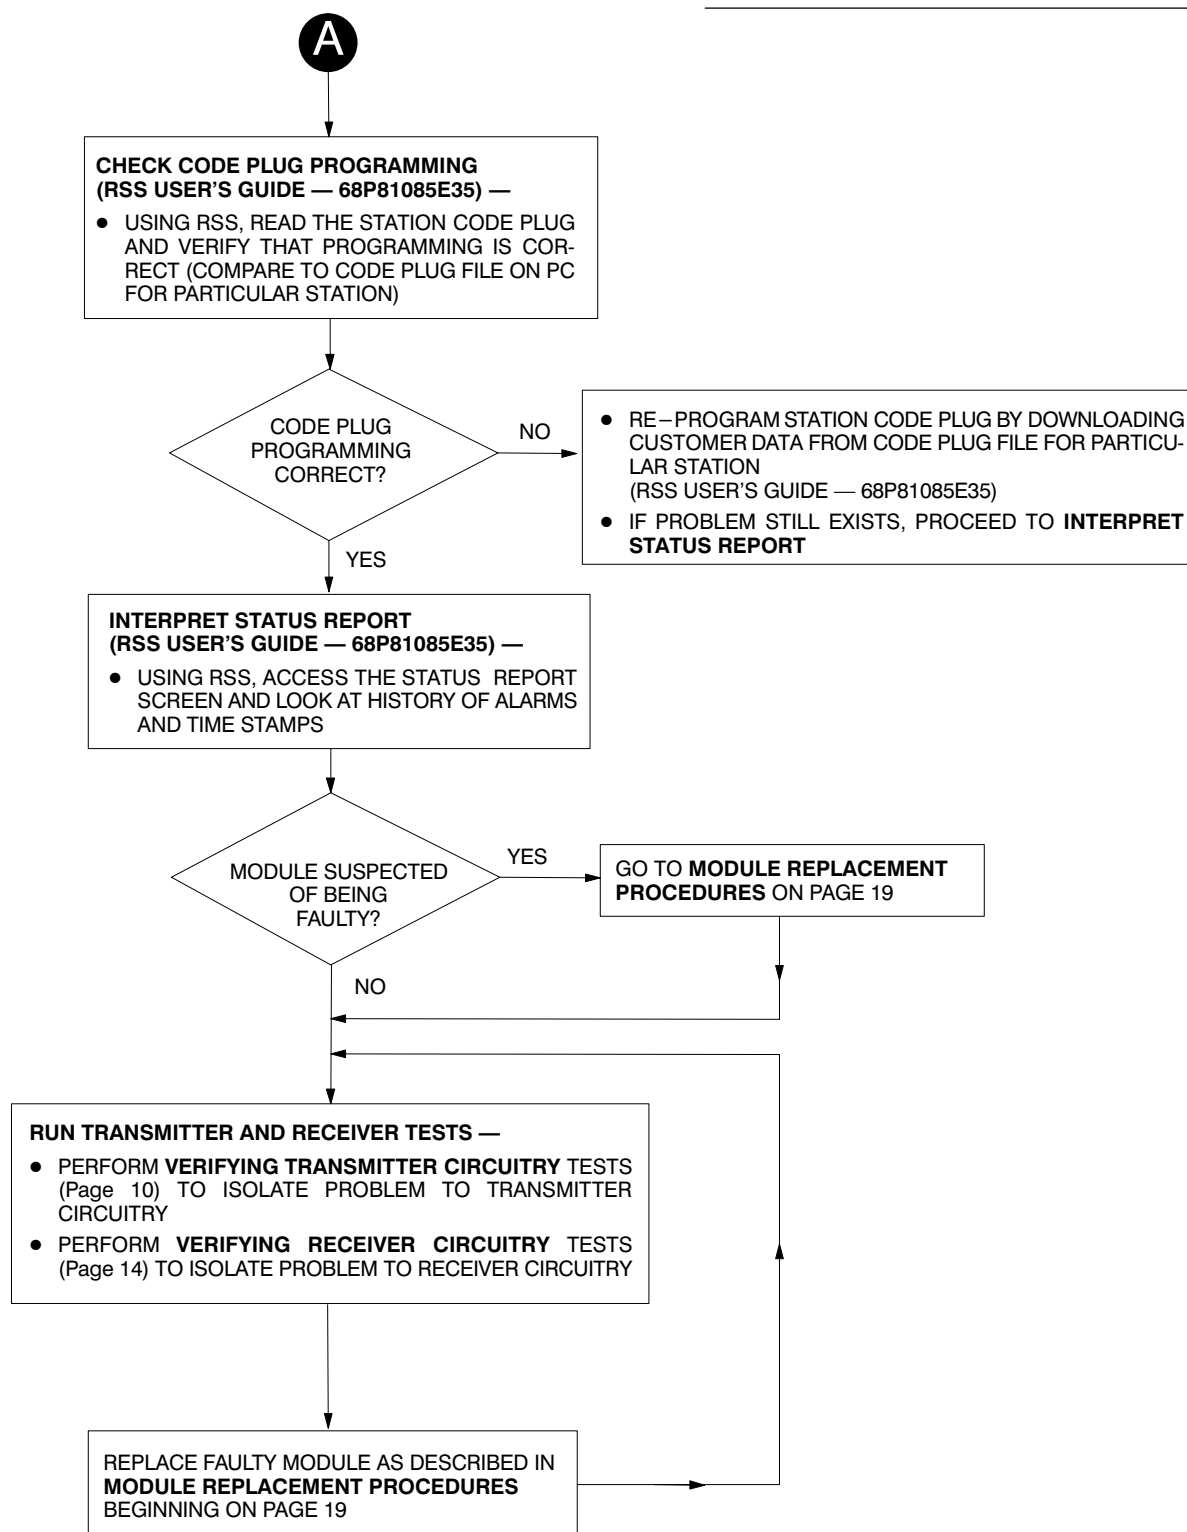 A
CHECK CODE PLUG PROGRAMMING
(RSS USER'S GUIDE — 68P81085E35) —
● USING RSS, READ THE STATION CODE PLUG
AND VERIFY THAT PROGRAMMING IS COR-
RECT (COMPARE TO CODE PLUG FILE ON PC
FOR PARTICULAR STATION)
CODE PLUG
PROGRAMMING
CORRECT?
NO
● RE–PROGRAM STATION CODE PLUG BY DOWNLOADING
CUSTOMER DATA FROM CODE PLUG FILE FOR PARTICU-
LAR STATION
(RSS USER'S GUIDE — 68P81085E35)
● IF PROBLEM STILL EXISTS, PROCEED TO INTERPRET
STATUS REPORT
YES
INTERPRET STATUS REPORT
(RSS USER'S GUIDE — 68P81085E35) —
● USING RSS, ACCESS THE STATUS REPORT
SCREEN AND LOOK AT HISTORY OF ALARMS
AND TIME STAMPS
MODULE SUSPECTED
OF BEING
FAULTY?
YES
GO TO MODULE REPLACEMENT
PROCEDURES ON PAGE 19
NO
RUN TRANSMITTER AND RECEIVER TESTS —
● PERFORM VERIFYING TRANSMITTER CIRCUITRY TESTS
(Page 10) TO ISOLATE PROBLEM TO TRANSMITTER
CIRCUITRY
● PERFORM VERIFYING RECEIVER CIRCUITRY TESTS
(Page 14) TO ISOLATE PROBLEM TO RECEIVER CIRCUITRY
REPLACE FAULTY MODULE AS DESCRIBED IN
MODULE REPLACEMENT PROCEDURES
BEGINNING ON PAGE 19